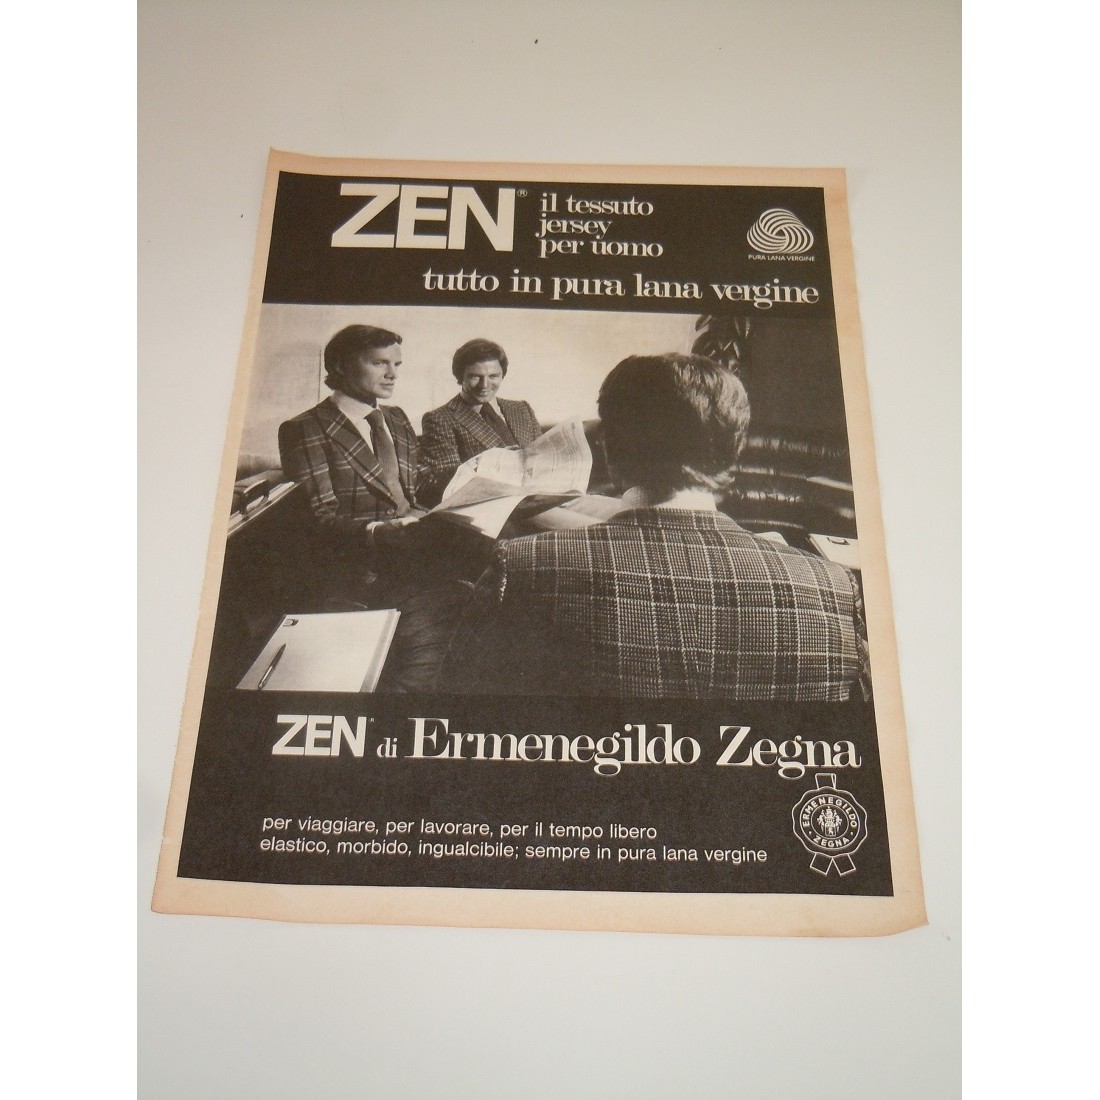 ZEN®
il tessuto
jersey
per uomo
PURA LANA VERGINE
tutto in pura lana vergine
ZEN® di Ermenegildo Zegna
ERMENEGILDO
ZEGNA
per viaggiare, per lavorare, per il tempo libero
elastico, morbido, ingualcibile; sempre in pura lana vergine